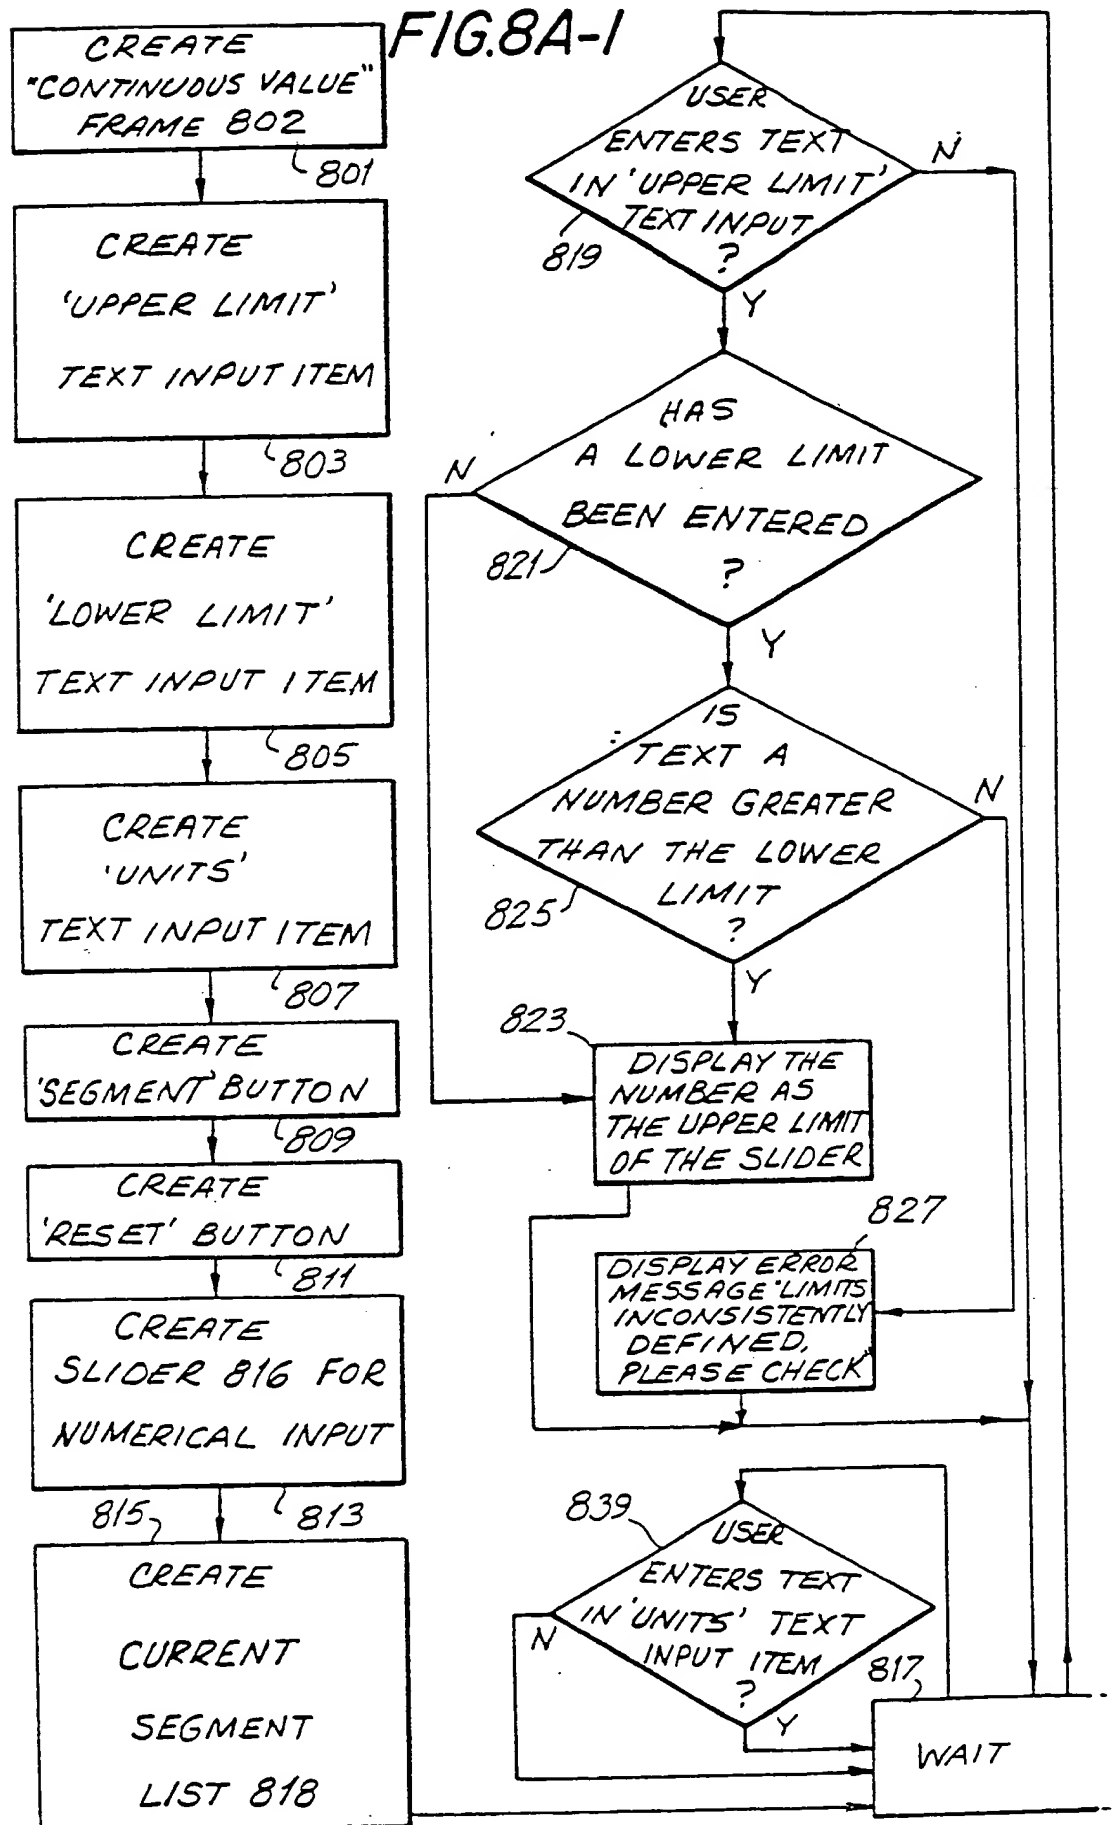 FIG.8A-1
CREATE
"CONTINUOUS VALUE"
FRAME 802
801
CREATE
'UPPER LIMIT'
TEXT INPUT ITEM
803
CREATE
'LOWER LIMIT'
TEXT INPUT ITEM
805
CREATE
'UNITS'
TEXT INPUT ITEM
807
CREATE
'SEGMENT' BUTTON
809
CREATE
'RESET' BUTTON
811
CREATE
SLIDER 816 FOR
NUMERICAL INPUT
813
815
CREATE
CURRENT
SEGMENT
LIST 818
USER
ENTERS TEXT
IN 'UPPER LIMIT'
TEXT INPUT
?
819
N
Y
HAS
A LOWER LIMIT
BEEN ENTERED
?
821
N
Y
IS
TEXT A
NUMBER GREATER
THAN THE LOWER
LIMIT
?
825
N
Y
823
DISPLAY THE
NUMBER AS
THE UPPER LIMIT
OF THE SLIDER
827
DISPLAY ERROR
MESSAGE "LIMITS
INCONSISTENTLY
DEFINED,
PLEASE CHECK"
839
USER
ENTERS TEXT
IN 'UNITS' TEXT
INPUT ITEM
?
N
Y
817
WAIT